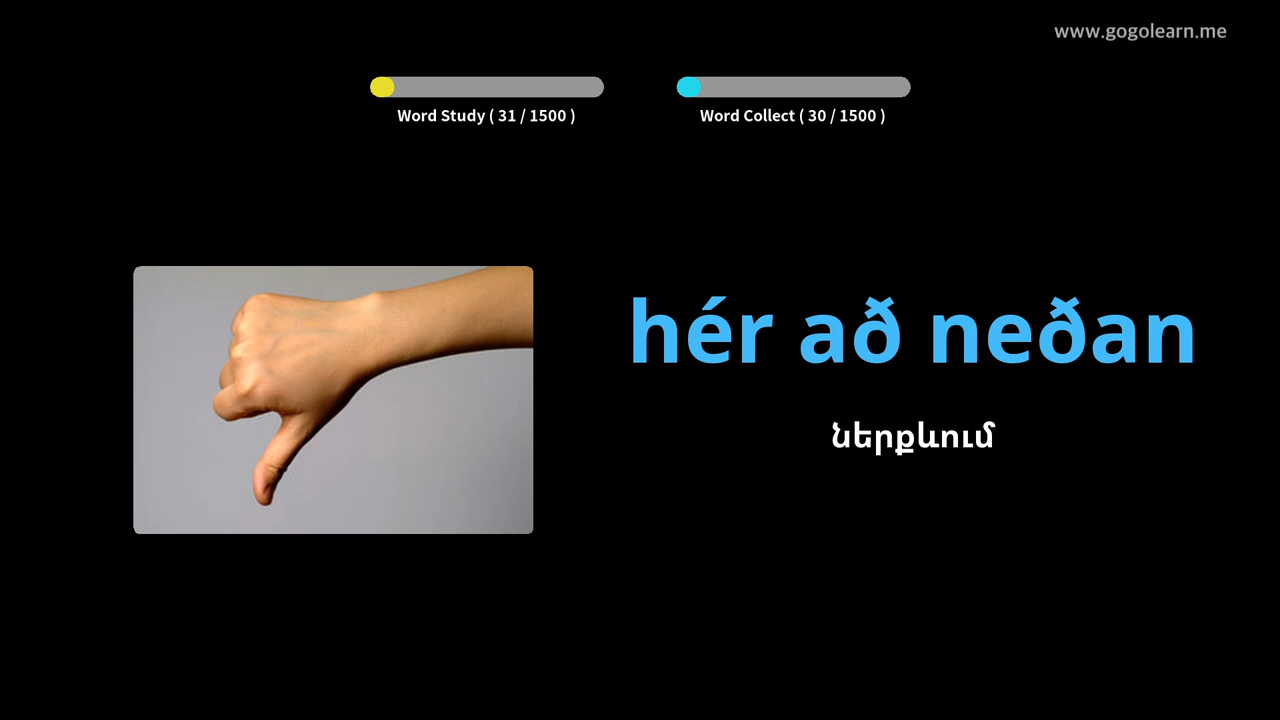 www.gogolearn.me
Word Study ( 31 / 1500 )
Word Collect ( 30 / 1500 )
hér að neðan
ներքևում